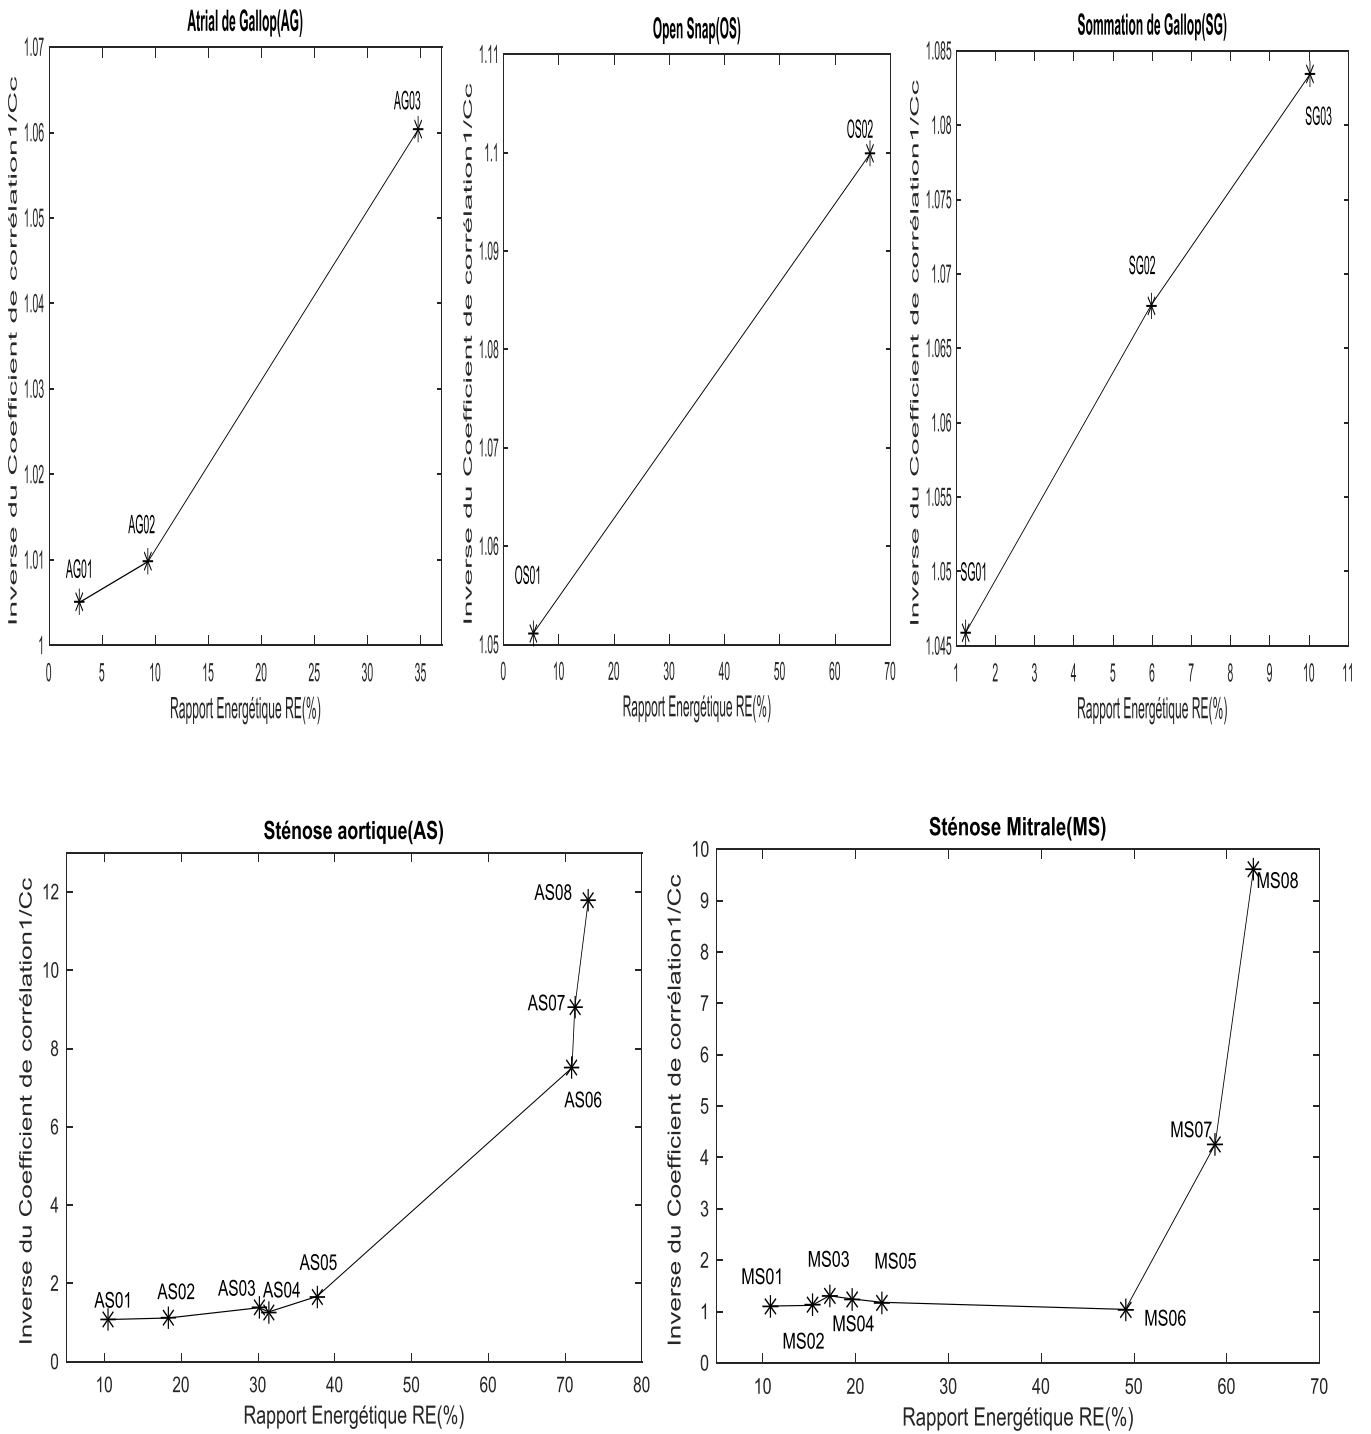 Atrial de Gallop(AG)
Inverse du Coefficient de corrélation1/Cc
1.07
1.06
1.05
1.04
1.03
1.02
1.01
1
AG03
AG02
AG01
0 5 10 15 20 25 30 35
Rapport Energétique RE(%)
Open Snap(OS)
Inverse du Coefficient de corrélation1/Cc
1.11
1.1
1.09
1.08
1.07
1.06
1.05
OS02
OS01
0 10 20 30 40 50 60 70
Rapport Energétique RE(%)
Sommation de Gallop(SG)
Inverse du Coefficient de corrélation1/Cc
1.085
1.08
1.075
1.07
1.065
1.06
1.055
1.05
1.045
SG03
SG02
SG01
1 2 3 4 5 6 7 8 9 10 11
Rapport Energétique RE(%)
Sténose aortique(AS)
Inverse du Coefficient de corrélation1/Cc
12
10
8
6
4
2
0
AS08
AS07
AS06
AS05
AS04
AS03
AS02
AS01
10 20 30 40 50 60 70 80
Rapport Energétique RE(%)
Sténose Mitrale(MS)
Inverse du Coefficient de corrélation1/Cc
10
9
8
7
6
5
4
3
2
1
0
MS08
MS07
MS03
MS05
MS01
MS06
MS04
MS02
10 20 30 40 50 60 70
Rapport Energétique RE(%)